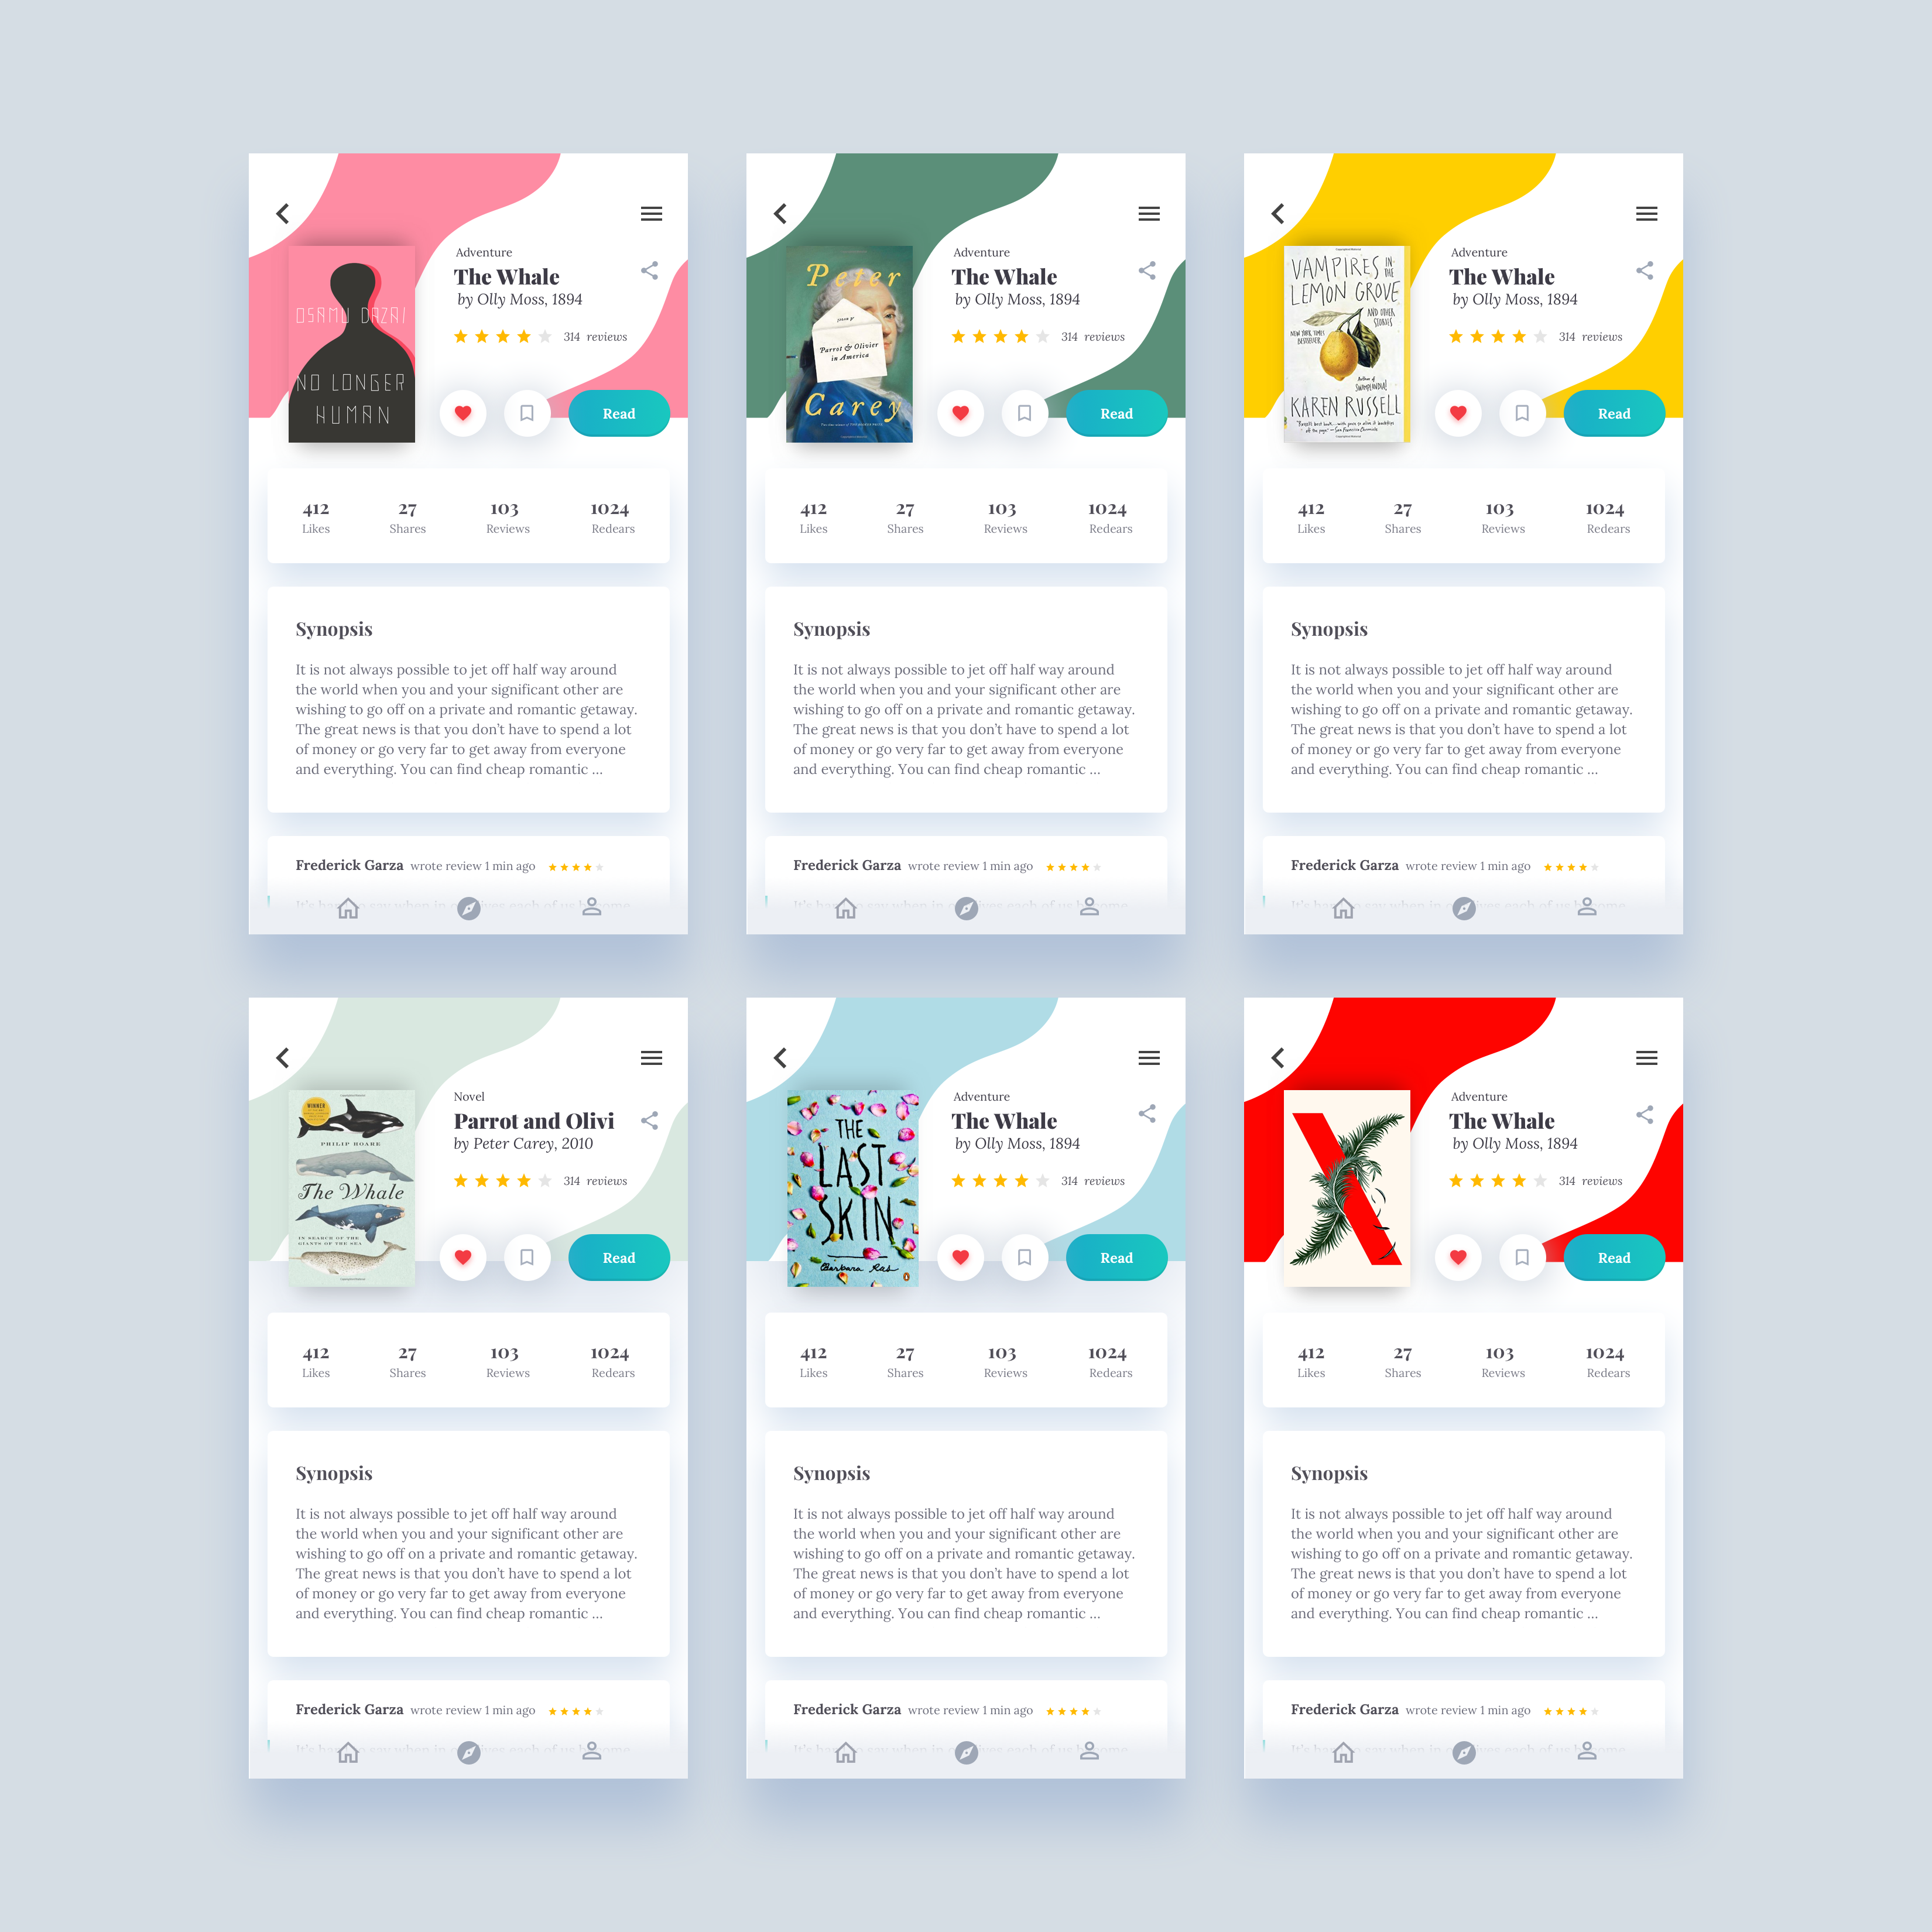 OSAMU DAZAI
NO LONGER
HUMAN
Adventure
The Whale
by Olly Moss, 1894
314 reviews
Read
412 27 103 1024
Likes Shares Reviews Redears
Synopsis
It is not always possible to jet off half way around
the world when you and your significant other are
wishing to go off on a private and romantic getaway.
The great news is that you don’t have to spend a lot
of money or go very far to get away from everyone
and everything. You can find cheap romantic ...
Frederick Garza wrote review 1 min ago
Peter
Parrot & Olivier
in America
Carey
Adventure
The Whale
by Olly Moss, 1894
314 reviews
Read
412 27 103 1024
Likes Shares Reviews Redears
Synopsis
It is not always possible to jet off half way around
the world when you and your significant other are
wishing to go off on a private and romantic getaway.
The great news is that you don’t have to spend a lot
of money or go very far to get away from everyone
and everything. You can find cheap romantic ...
Frederick Garza wrote review 1 min ago
VAMPIRES IN THE
LEMON GROVE
AND OTHER
STORIES
NEW YORK TIMES
BESTSELLER
Author of
SWAMPLANDIA!
KAREN RUSSELL
Adventure
The Whale
by Olly Moss, 1894
314 reviews
Read
412 27 103 1024
Likes Shares Reviews Redears
Synopsis
It is not always possible to jet off half way around
the world when you and your significant other are
wishing to go off on a private and romantic getaway.
The great news is that you don’t have to spend a lot
of money or go very far to get away from everyone
and everything. You can find cheap romantic ...
Frederick Garza wrote review 1 min ago
WINNER
PHILIP HOARE
The Whale
IN SEARCH OF THE
GIANTS OF THE SEA
Novel
Parrot and Olivi
by Peter Carey, 2010
314 reviews
Read
412 27 103 1024
Likes Shares Reviews Redears
Synopsis
It is not always possible to jet off half way around
the world when you and your significant other are
wishing to go off on a private and romantic getaway.
The great news is that you don’t have to spend a lot
of money or go very far to get away from everyone
and everything. You can find cheap romantic ...
Frederick Garza wrote review 1 min ago
THE
LAST
SKIN
Barbara Ras
Adventure
The Whale
by Olly Moss, 1894
314 reviews
Read
412 27 103 1024
Likes Shares Reviews Redears
Synopsis
It is not always possible to jet off half way around
the world when you and your significant other are
wishing to go off on a private and romantic getaway.
The great news is that you don’t have to spend a lot
of money or go very far to get away from everyone
and everything. You can find cheap romantic ...
Frederick Garza wrote review 1 min ago
Adventure
The Whale
by Olly Moss, 1894
314 reviews
Read
412 27 103 1024
Likes Shares Reviews Redears
Synopsis
It is not always possible to jet off half way around
the world when you and your significant other are
wishing to go off on a private and romantic getaway.
The great news is that you don’t have to spend a lot
of money or go very far to get away from everyone
and everything. You can find cheap romantic ...
Frederick Garza wrote review 1 min ago